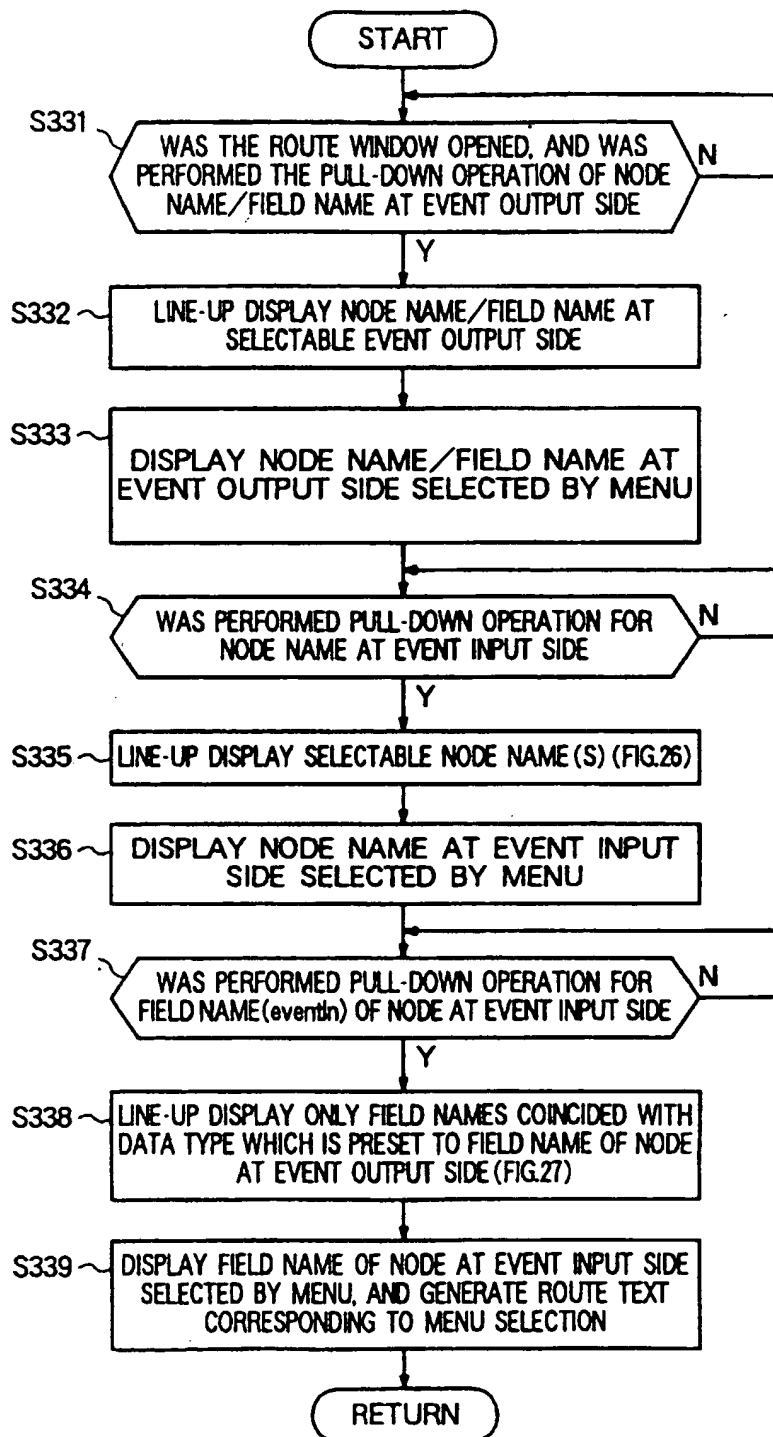 START
S331
WAS THE ROUTE WINDOW OPENED, AND WAS
PERFORMED THE PULL-DOWN OPERATION OF NODE
NAME/FIELD NAME AT EVENT OUTPUT SIDE
N
Y
S332
LINE-UP DISPLAY NODE NAME/FIELD NAME AT
SELECTABLE EVENT OUTPUT SIDE
S333
DISPLAY NODE NAME/FIELD NAME AT
EVENT OUTPUT SIDE SELECTED BY MENU
S334
WAS PERFORMED PULL-DOWN OPERATION FOR
NODE NAME AT EVENT INPUT SIDE
N
Y
S335
LINE-UP DISPLAY SELECTABLE NODE NAME(S) (FIG.26)
S336
DISPLAY NODE NAME AT EVENT INPUT
SIDE SELECTED BY MENU
S337
WAS PERFORMED PULL-DOWN OPERATION FOR
FIELD NAME(eventIn) OF NODE AT EVENT INPUT SIDE
N
Y
S338
LINE-UP DISPLAY ONLY FIELD NAMES COINCIDED WITH
DATA TYPE WHICH IS PRESET TO FIELD NAME OF NODE
AT EVENT OUTPUT SIDE (FIG.27)
S339
DISPLAY FIELD NAME OF NODE AT EVENT INPUT SIDE
SELECTED BY MENU, AND GENERATE ROUTE TEXT
CORRESPONDING TO MENU SELECTION
RETURN